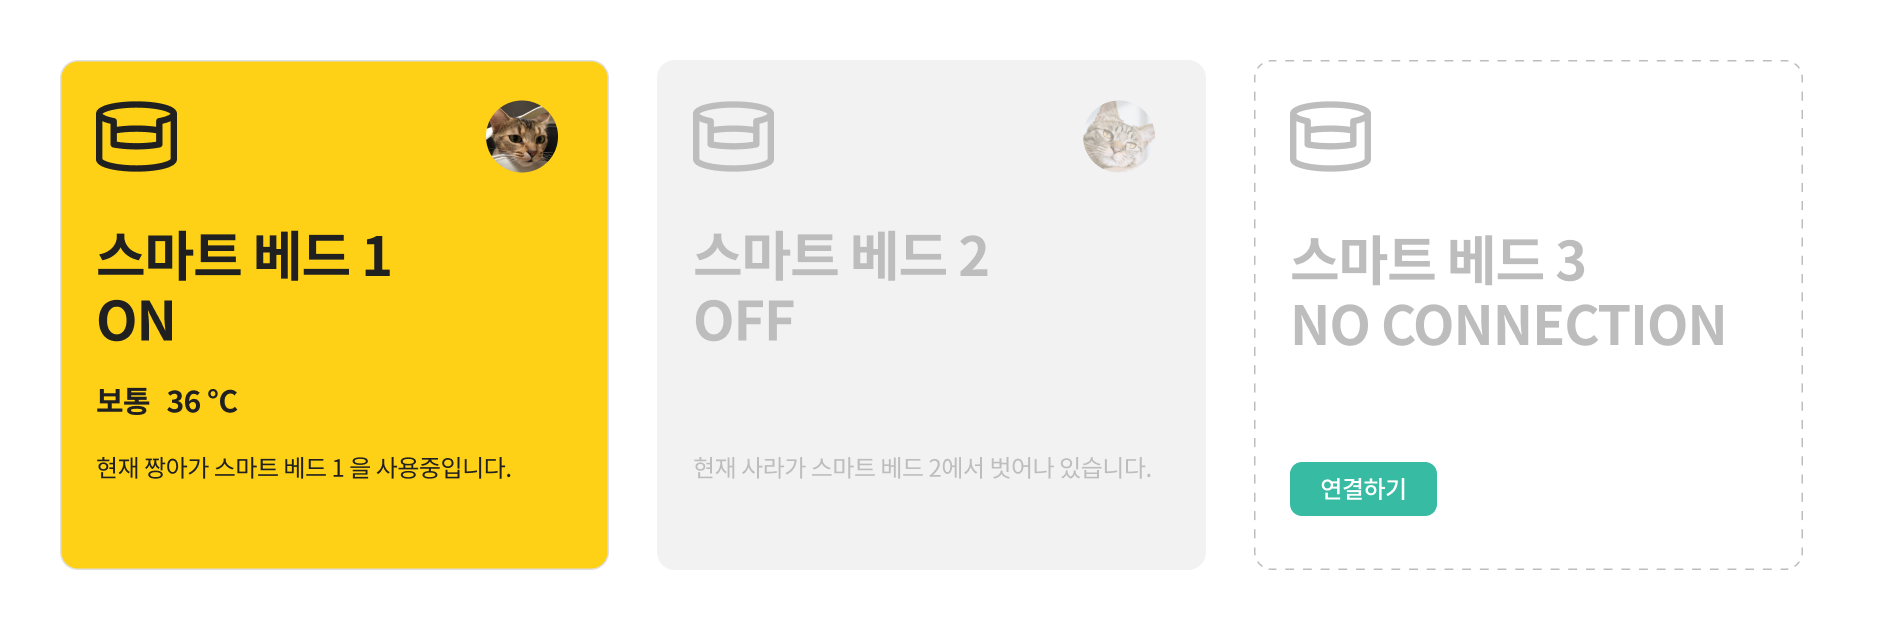 스마트 베드 1
ON
보통 36 °C
현재 짱아가 스마트 베드 1 을 사용중입니다.
스마트 베드 2
OFF
현재 사라가 스마트 베드 2에서 벗어나 있습니다.
스마트 베드 3
NO CONNECTION
연결하기